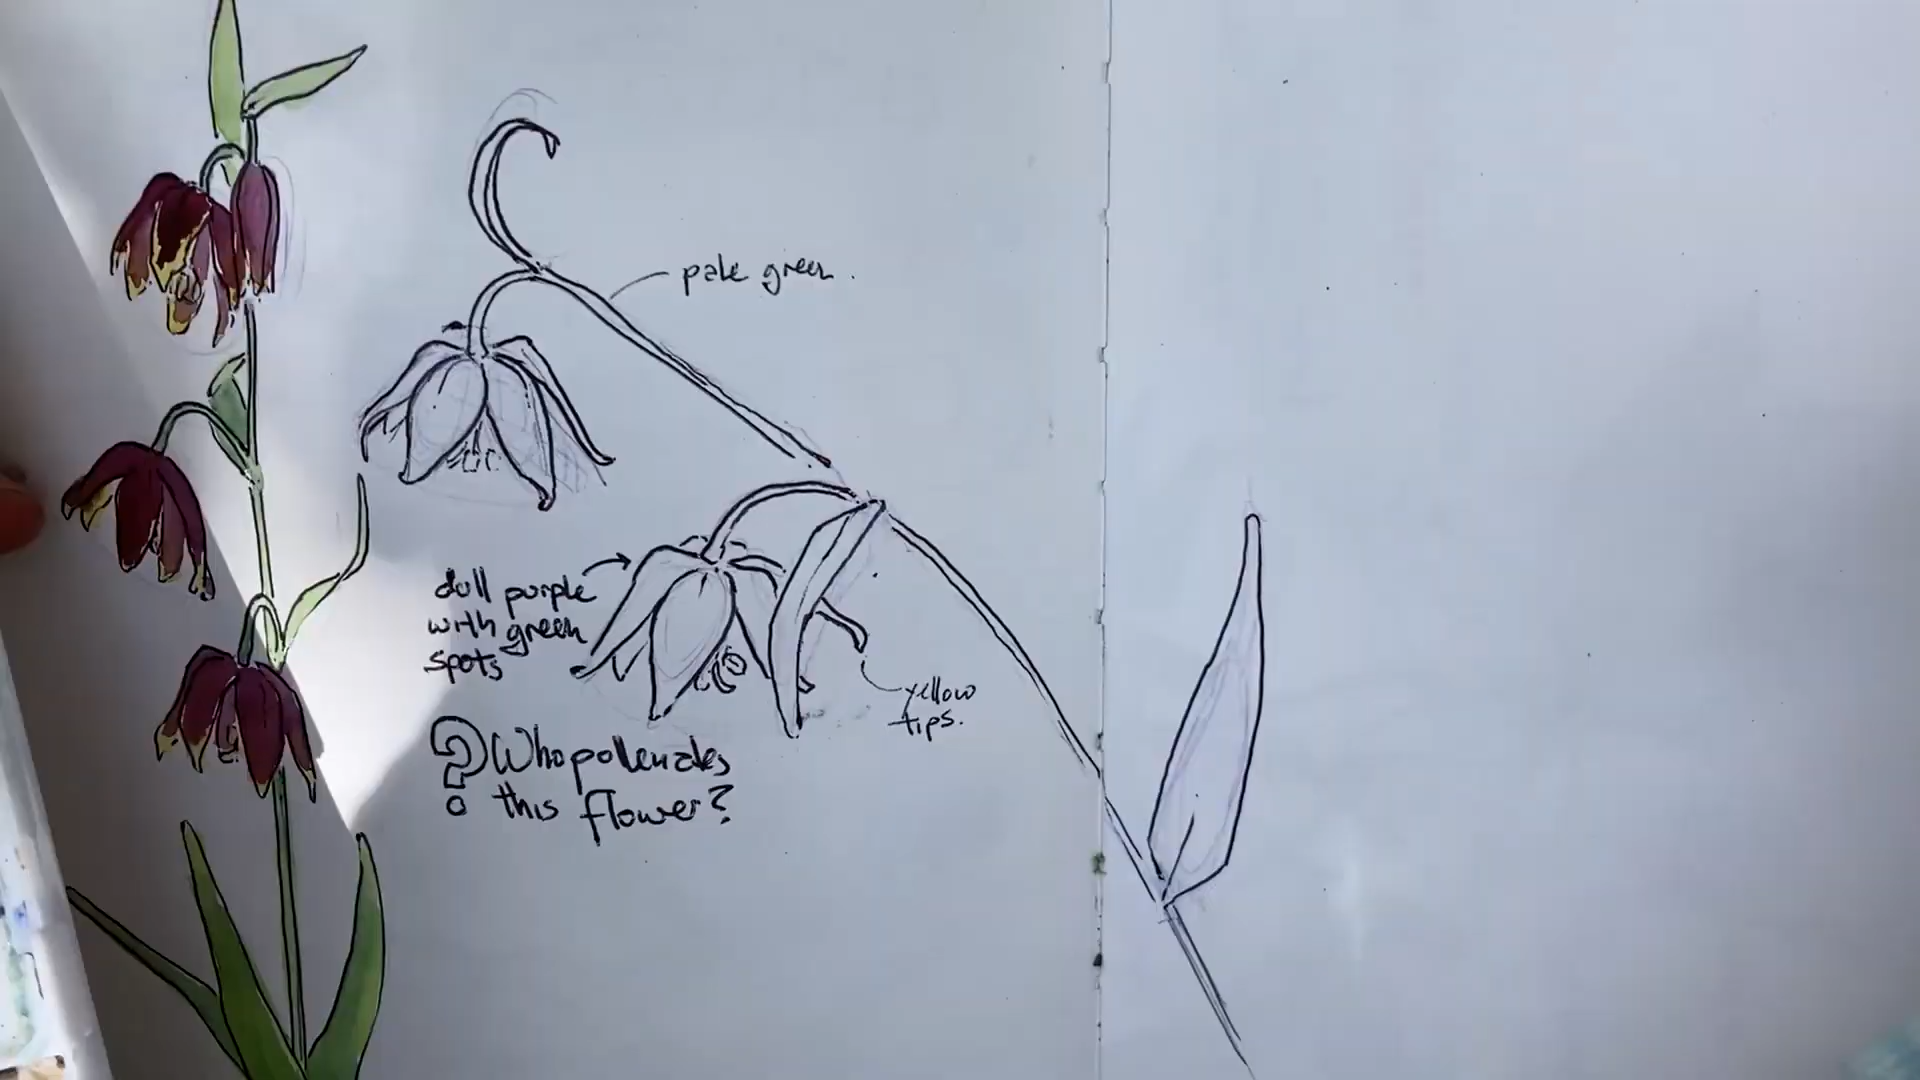 pale green.
dull purple
with green
spots
yellow
tips.
? Who pollenates
this flower?